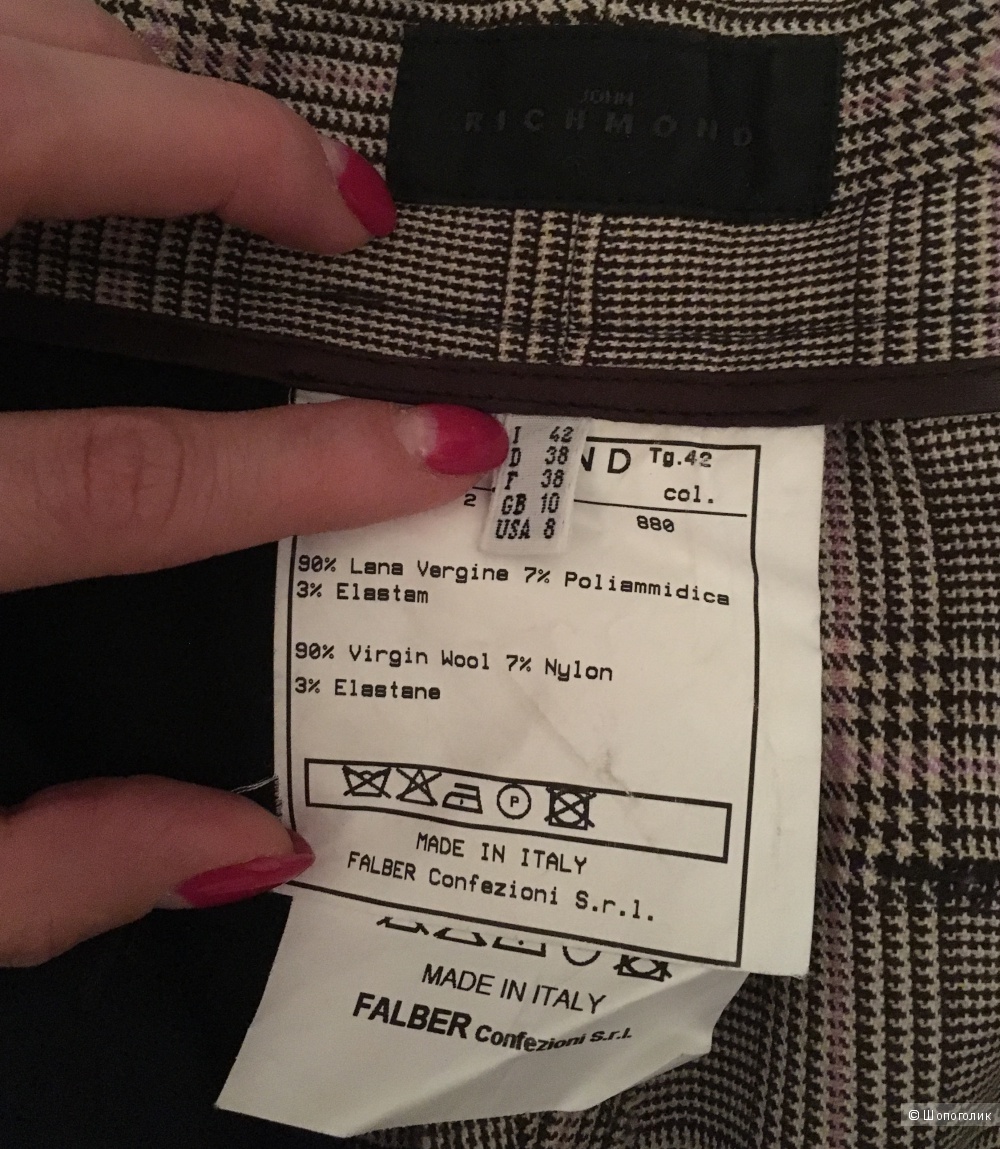 JOHN
RICHMOND
I 42
D 38
F 38
GB 10
USA 8
ND Tg.42
col.
2
880
90% Lana Vergine 7% Poliammidica
3% Elastam
90% Virgin Wool 7% Nylon
3% Elastane
P
MADE IN ITALY
FALBER Confezioni S.r.l.
MADE IN ITALY
FALBER Confezioni S.r.l.
© Шопоголик